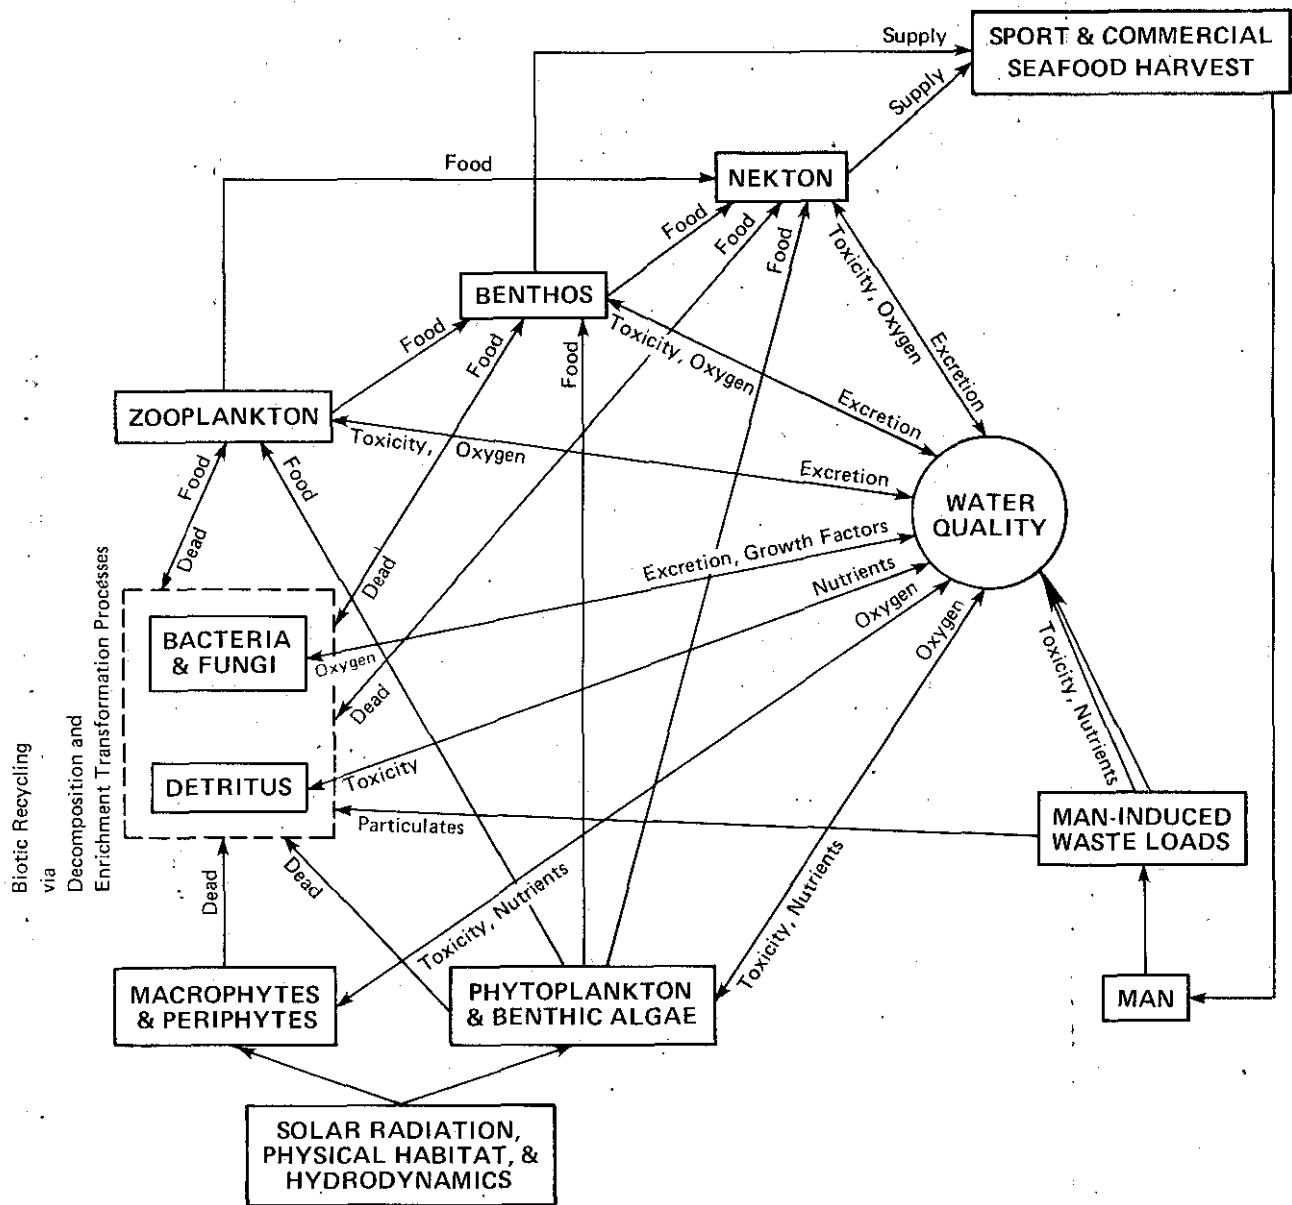 Supply
SPORT & COMMERCIAL
SEAFOOD HARVEST
Supply
Food
NEKTON
Food
Food
Food
Toxicity, Oxygen
Excretion
BENTHOS
Food
Food
Food
Toxicity, Oxygen
Excretion
ZOOPLANKTON
Toxicity, Oxygen
Excretion
Food
Dead
Food
WATER
QUALITY
Excretion, Growth Factors
Oxygen
Nutrients
Toxicity
Oxygen
Toxicity, Nutrients
Oxygen
Toxicity, Nutrients
Toxicity, Nutrients
Dead
Dead
BACTERIA
& FUNGI
DETRITUS
Biotic Recycling
via
Decomposition and
Enrichment Transformation Processes
Particulates
MAN-INDUCED
WASTE LOADS
Dead
Dead
MACROPHYTES
& PERIPHYTES
PHYTOPLANKTON
& BENTHIC ALGAE
MAN
SOLAR RADIATION,
PHYSICAL HABITAT, &
HYDRODYNAMICS